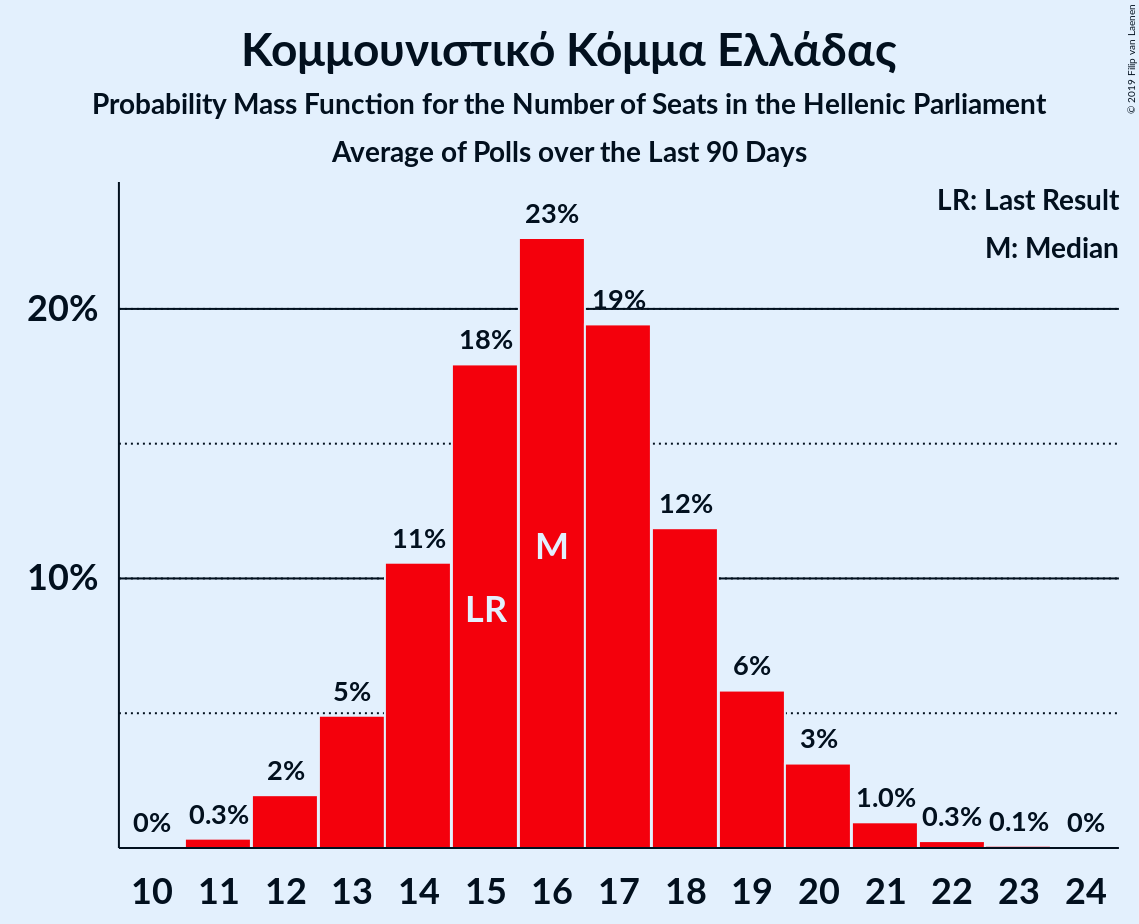 Κομμουνιστικό Κόμμα Ελλάδας
Probability Mass Function for the Number of Seats in the Hellenic Parliament
Average of Polls over the Last 90 Days
© 2019 Filip van Laenen
LR: Last Result
M: Median
20%
10%
0%
0.3%
2%
5%
11%
18%
23%
19%
12%
6%
3%
1.0%
0.3%
0.1%
0%
LR
M
10 11 12 13 14 15 16 17 18 19 20 21 22 23 24